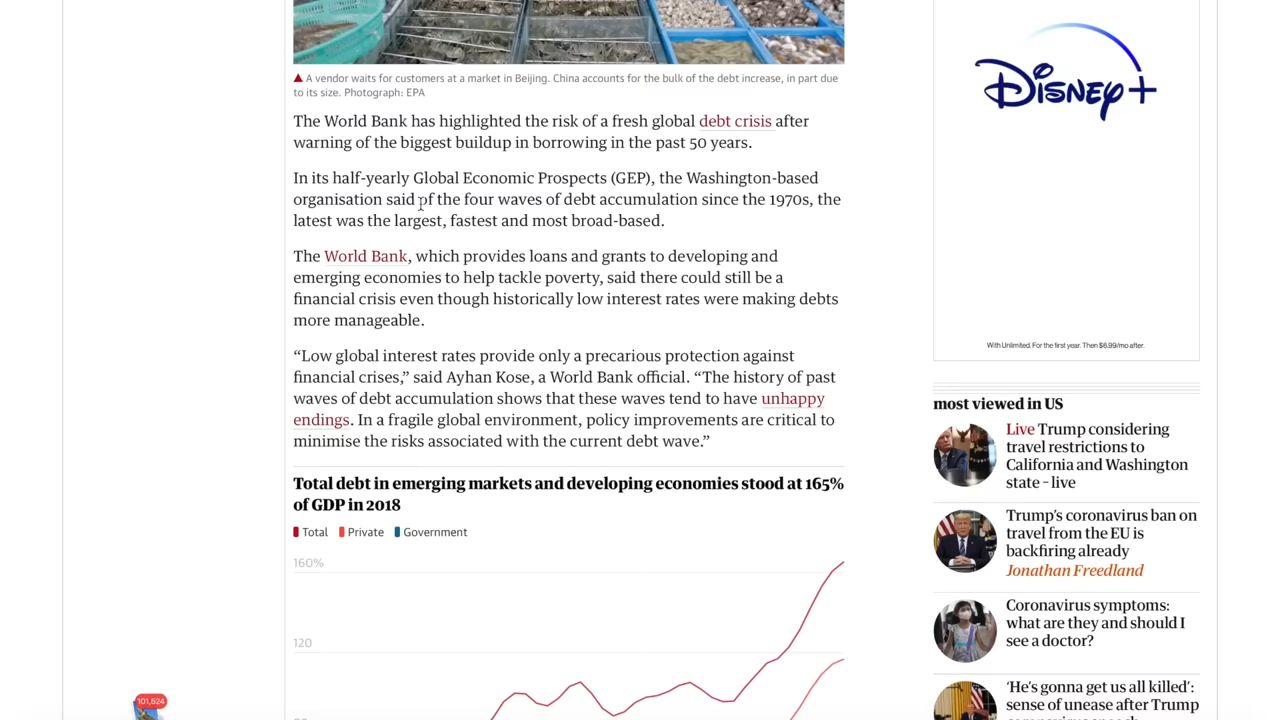 ▲ A vendor waits for customers at a market in Beijing. China accounts for the bulk of the debt increase, in part due
to its size. Photograph: EPA
The World Bank has highlighted the risk of a fresh global debt crisis after
warning of the biggest buildup in borrowing in the past 50 years.
In its half-yearly Global Economic Prospects (GEP), the Washington-based
organisation said of the four waves of debt accumulation since the 1970s, the
latest was the largest, fastest and most broad-based.
The World Bank, which provides loans and grants to developing and
emerging economies to help tackle poverty, said there could still be a
financial crisis even though historically low interest rates were making debts
more manageable.
“Low global interest rates provide only a precarious protection against
financial crises,” said Ayhan Kose, a World Bank official. “The history of past
waves of debt accumulation shows that these waves tend to have unhappy
endings. In a fragile global environment, policy improvements are critical to
minimise the risks associated with the current debt wave.”
Total debt in emerging markets and developing economies stood at 165%
of GDP in 2018
Total Private Government
160%
120
101,624
Disney+
With Unlimited. For the first year. Then $6.99/mo after.
most viewed in US
Live Trump considering
travel restrictions to
California and Washington
state – live
Trump’s coronavirus ban on
travel from the EU is
backfiring already
Jonathan Freedland
Coronavirus symptoms:
what are they and should I
see a doctor?
‘He’s gonna get us all killed’:
sense of unease after Trump